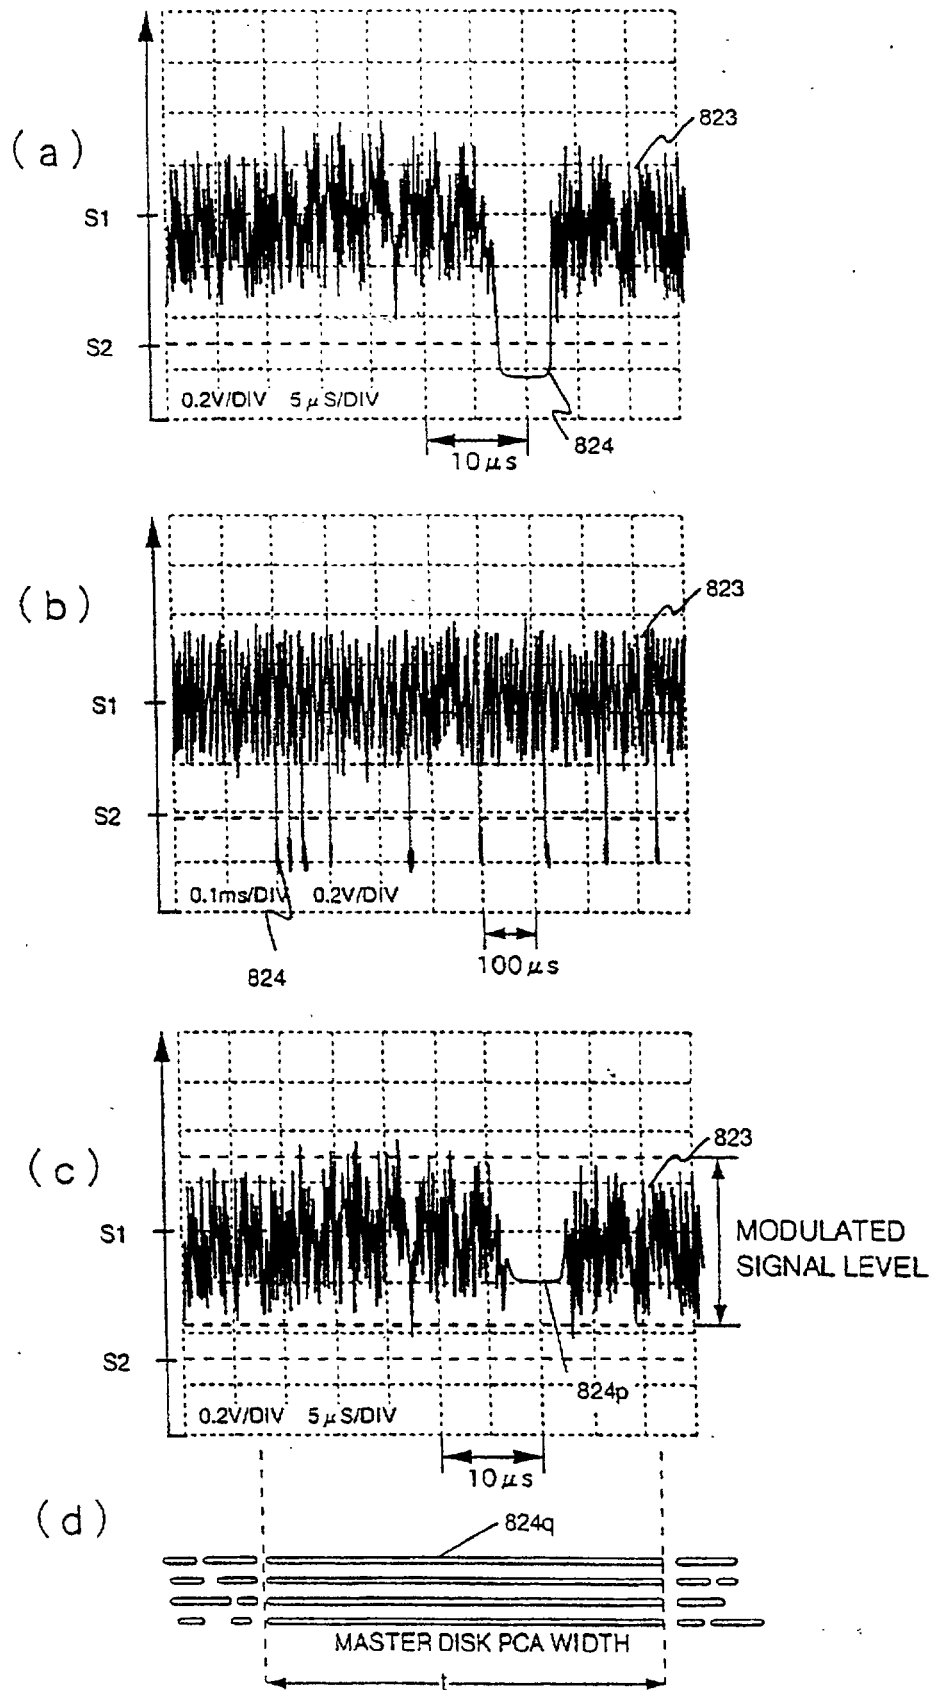 (a)
823
S1
S2
0.2V/DIV 5μS/DIV
824
10μs
(b)
823
S1
S2
0.1ms/DIV 0.2V/DIV
100μs
824
(c)
823
S1
MODULATED
SIGNAL LEVEL
S2
824p
0.2V/DIV 5μS/DIV
10μs
(d)
824q
MASTER DISK PCA WIDTH
t